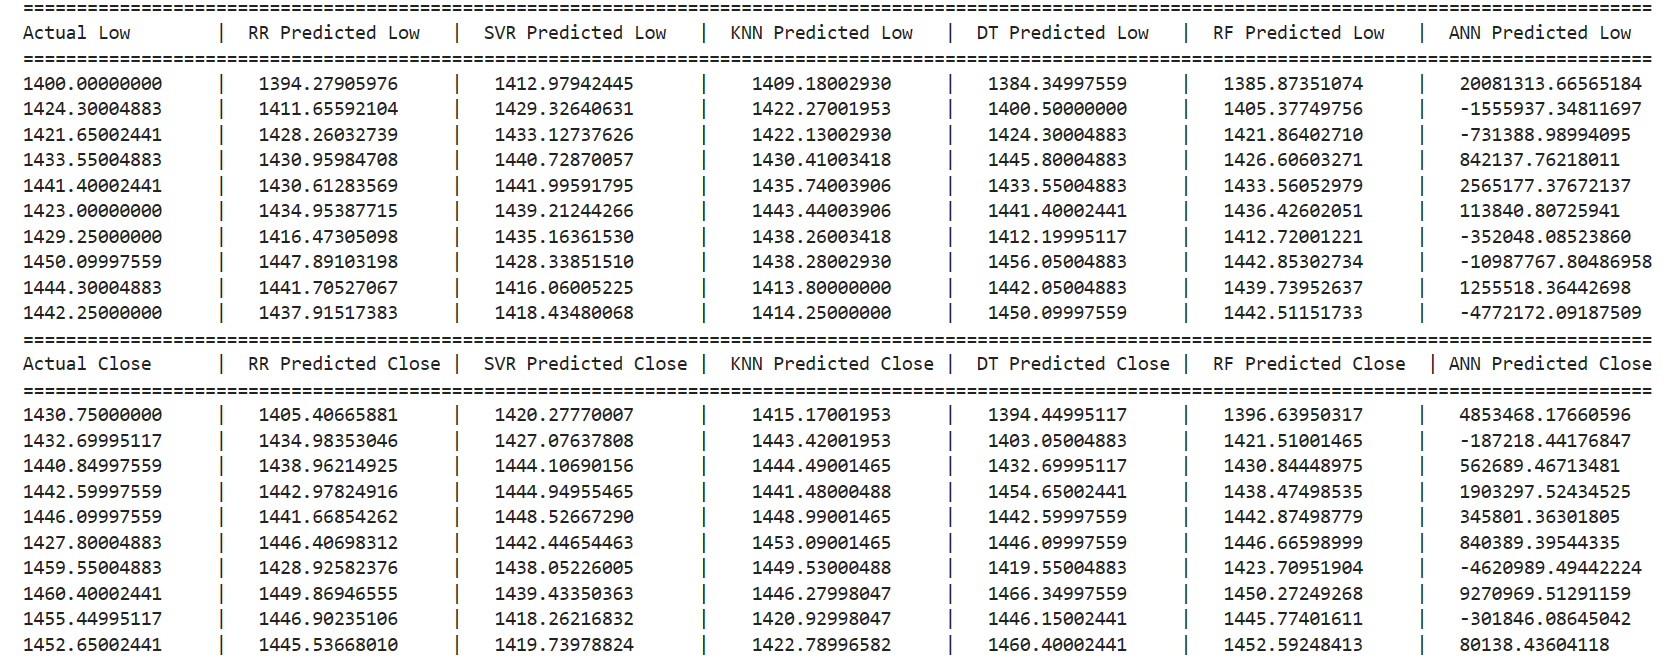 ========================================================================================================================================================
Actual Low | RR Predicted Low | SVR Predicted Low | KNN Predicted Low | DT Predicted Low | RF Predicted Low | ANN Predicted Low
========================================================================================================================================================
1400.00000000 | 1394.27905976 | 1412.97942445 | 1409.18002930 | 1384.34997559 | 1385.87351074 | 20081313.66565184
1424.30004883 | 1411.65592104 | 1429.32640631 | 1422.27001953 | 1400.50000000 | 1405.37749756 | -1555937.34811697
1421.65002441 | 1428.26032739 | 1433.12737626 | 1422.13002930 | 1424.30004883 | 1421.86402710 | -731388.98994095
1433.55004883 | 1430.95984708 | 1440.72870057 | 1430.41003418 | 1445.80004883 | 1426.60603271 | 842137.76218011
1441.40002441 | 1430.61283569 | 1441.99591795 | 1435.74003906 | 1433.55004883 | 1433.56052979 | 2565177.37672137
1423.00000000 | 1434.95387715 | 1439.21244266 | 1443.44003906 | 1441.40002441 | 1436.42602051 | 113840.80725941
1429.25000000 | 1416.47305098 | 1435.16361530 | 1438.26003418 | 1412.19995117 | 1412.72001221 | -352048.08523860
1450.09997559 | 1447.89103198 | 1428.33851510 | 1438.28002930 | 1456.05004883 | 1442.85302734 | -10987767.80486958
1444.30004883 | 1441.70527067 | 1416.06005225 | 1413.80000000 | 1442.05004883 | 1439.73952637 | 1255518.36442698
1442.25000000 | 1437.91517383 | 1418.43480068 | 1414.25000000 | 1450.09997559 | 1442.51151733 | -4772172.09187509
========================================================================================================================================================
Actual Close | RR Predicted Close | SVR Predicted Close | KNN Predicted Close | DT Predicted Close | RF Predicted Close | ANN Predicted Close
========================================================================================================================================================
1430.75000000 | 1405.40665881 | 1420.27770007 | 1415.17001953 | 1394.44995117 | 1396.63950317 | 4853468.17660596
1432.69995117 | 1434.98353046 | 1427.07637808 | 1443.42001953 | 1403.05004883 | 1421.51001465 | -187218.44176847
1440.84997559 | 1438.96214925 | 1444.10690156 | 1444.49001465 | 1432.69995117 | 1430.84448975 | 562689.46713481
1442.59997559 | 1442.97824916 | 1444.94955465 | 1441.48000488 | 1454.65002441 | 1438.47498535 | 1903297.52434525
1446.09997559 | 1441.66854262 | 1448.52667290 | 1448.99001465 | 1442.59997559 | 1442.87498779 | 345801.36301805
1427.80004883 | 1446.40698312 | 1442.44654463 | 1453.09001465 | 1446.09997559 | 1446.66598999 | 840389.39544335
1459.55004883 | 1428.92582376 | 1438.05226005 | 1449.53000488 | 1419.55004883 | 1423.70951904 | -4620989.49442224
1460.40002441 | 1449.86946555 | 1439.43350363 | 1446.27998047 | 1466.34997559 | 1450.27249268 | 9270969.51291159
1455.44995117 | 1446.90235106 | 1418.26216832 | 1420.92998047 | 1446.15002441 | 1445.77401611 | -301846.08645042
1452.65002441 | 1445.53668010 | 1419.73978824 | 1422.78996582 | 1460.40002441 | 1452.59248413 | 80138.43604118